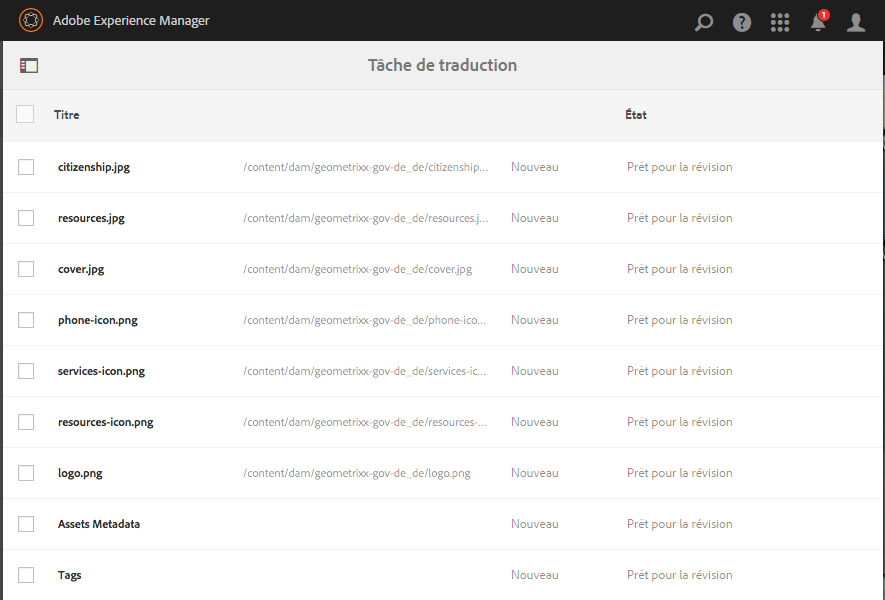 Adobe Experience Manager
1
Tâche de traduction
Titre État
citizenship.jpg /content/dam/geometrixx-gov-de_de/citizenship... Nouveau Prêt pour la révision
resources.jpg /content/dam/geometrixx-gov-de_de/resources.j... Nouveau Prêt pour la révision
cover.jpg /content/dam/geometrixx-gov-de_de/cover.jpg Nouveau Prêt pour la révision
phone-icon.png /content/dam/geometrixx-gov-de_de/phone-ico... Nouveau Prêt pour la révision
services-icon.png /content/dam/geometrixx-gov-de_de/services-ic... Nouveau Prêt pour la révision
resources-icon.png /content/dam/geometrixx-gov-de_de/resources-... Nouveau Prêt pour la révision
logo.png /content/dam/geometrixx-gov-de_de/logo.png Nouveau Prêt pour la révision
Assets Metadata Nouveau Prêt pour la révision
Tags Nouveau Prêt pour la révision